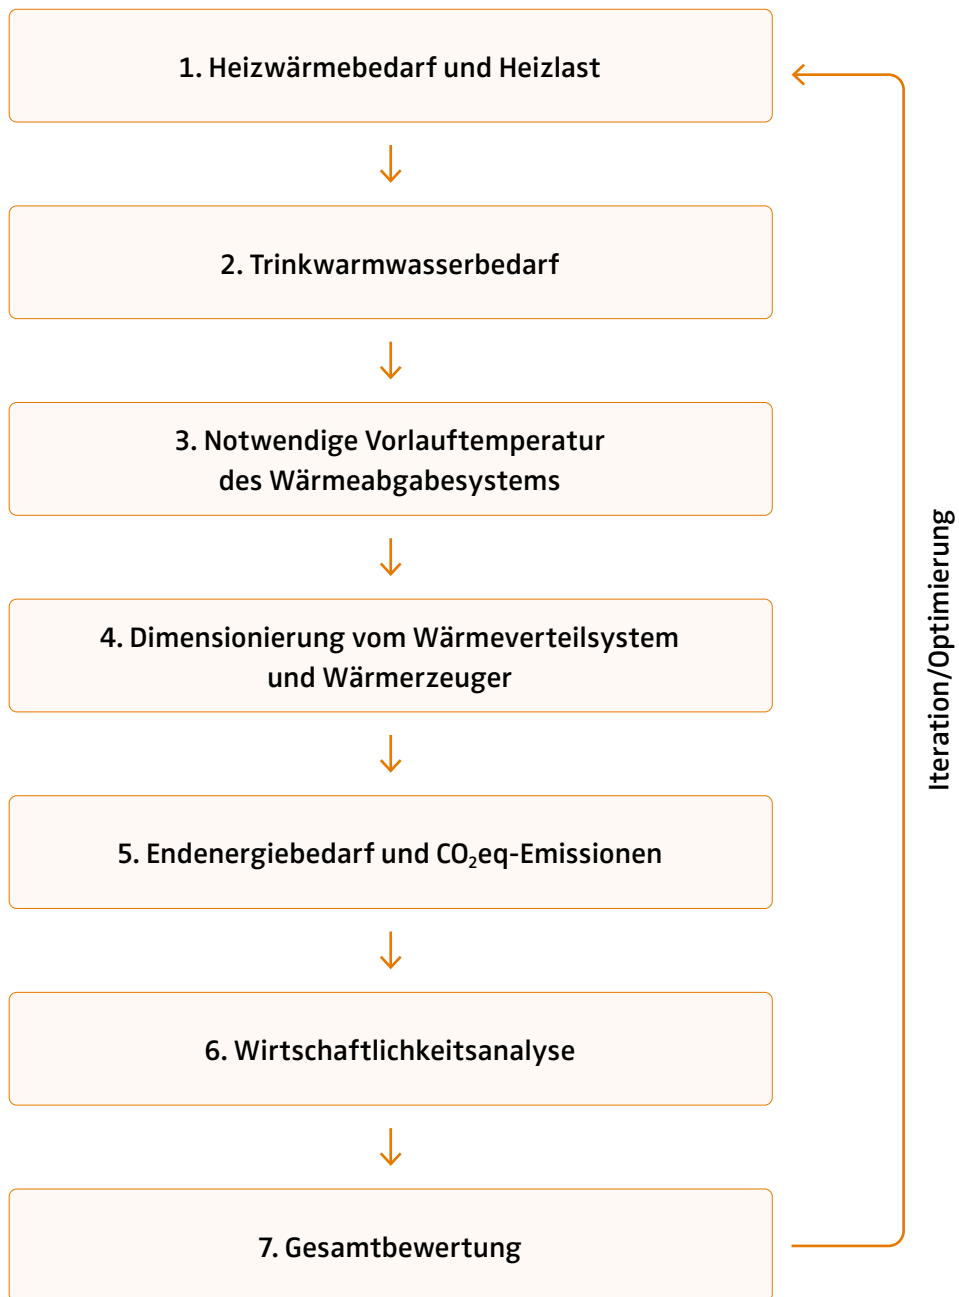 1. Heizwärmebedarf und Heizlast
2. Trinkwarmwasserbedarf
3. Notwendige Vorlauftemperatur
des Wärmeabgabesystems
4. Dimensionierung vom Wärmeverteilsystem
und Wärmerzeuger
5. Endenergiebedarf und CO₂eq-Emissionen
6. Wirtschaftlichkeitsanalyse
7. Gesamtbewertung
Iteration/Optimierung